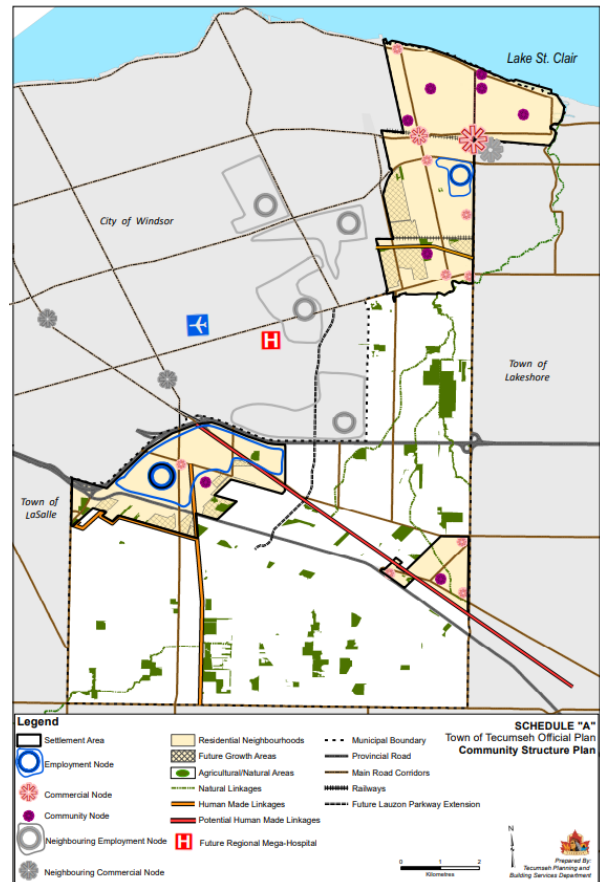 Lake St. Clair
City of Windsor
H
Town of
Lakeshore
Town of
LaSalle
Legend
Settlement Area
Employment Node
Commercial Node
Community Node
Neighbouring Employment Node
Neighbouring Commercial Node
Residential Neighbourhoods
Future Growth Areas
Agricultural/Natural Areas
Natural Linkages
Human Made Linkages
Potential Human Made Linkages
H Future Regional Mega-Hospital
Municipal Boundary
Provincial Road
Main Road Corridors
Railways
Future Lauzon Parkway Extension
SCHEDULE "A"
Town of Tecumseh Official Plan
Community Structure Plan
N
0 1 2
Kilometres
Prepared By:
Tecumseh Planning and
Building Services Department